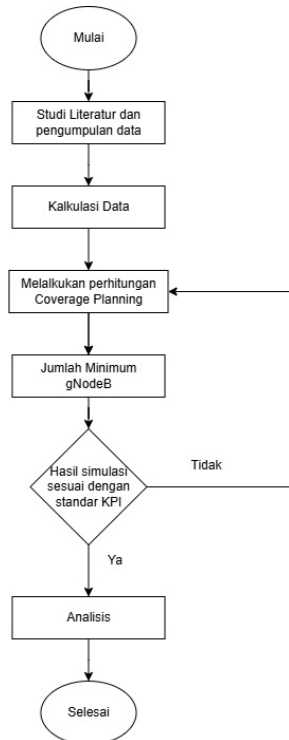 Mulai
Studi Literatur dan
pengumpulan data
Kalkulasi Data
Melalkukan perhitungan
Coverage Planning
Jumlah Minimum
gNodeB
Hasil simulasi
sesuai dengan
standar KPI
Tidak
Ya
Analisis
Selesai